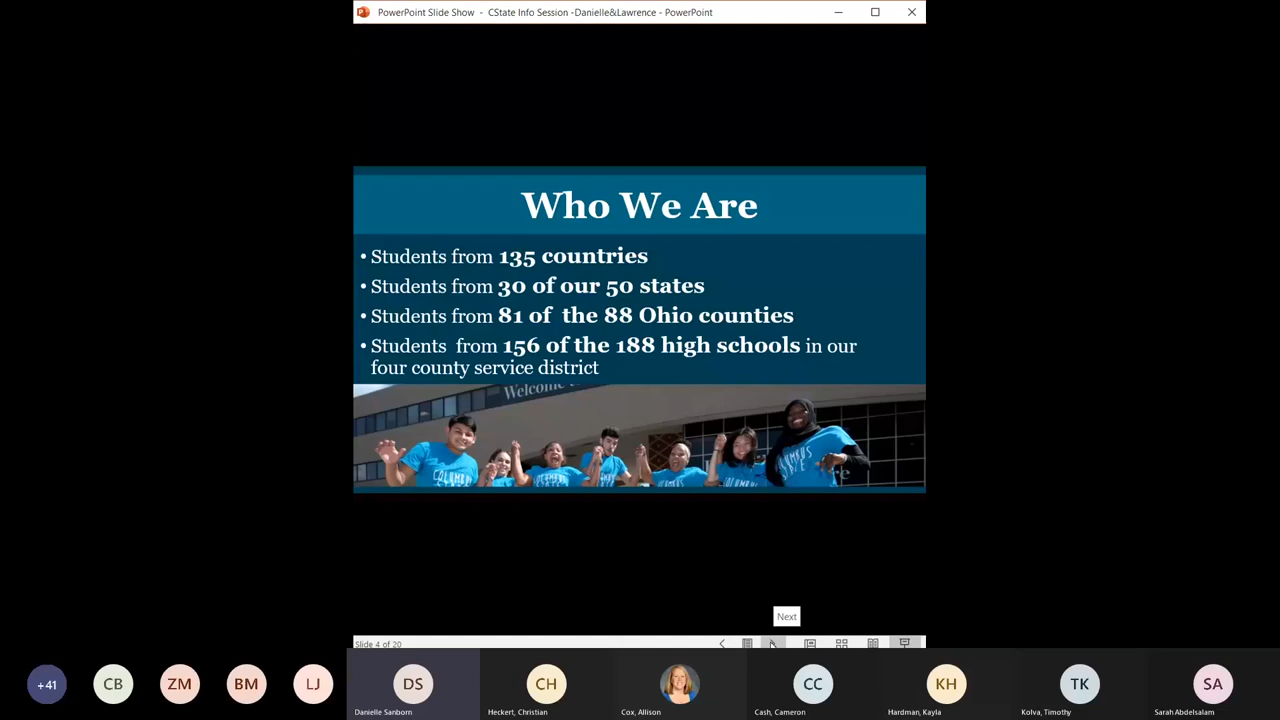 PowerPoint Slide Show - CState Info Session -Danielle&Lawrence - PowerPoint
Who We Are
• Students from 135 countries
• Students from 30 of our 50 states
• Students from 81 of the 88 Ohio counties
• Students from 156 of the 188 high schools in our
four county service district
Welcome
COLUMBUS
STATE
Next
Slide 4 of 20
+41
CB
ZM
BM
LJ
DS
CH
CC
KH
TK
SA
Danielle Sanborn
Heckert, Christian
Cox, Allison
Cash, Cameron
Hardman, Kayla
Kolva, Timothy
Sarah Abdelsalam